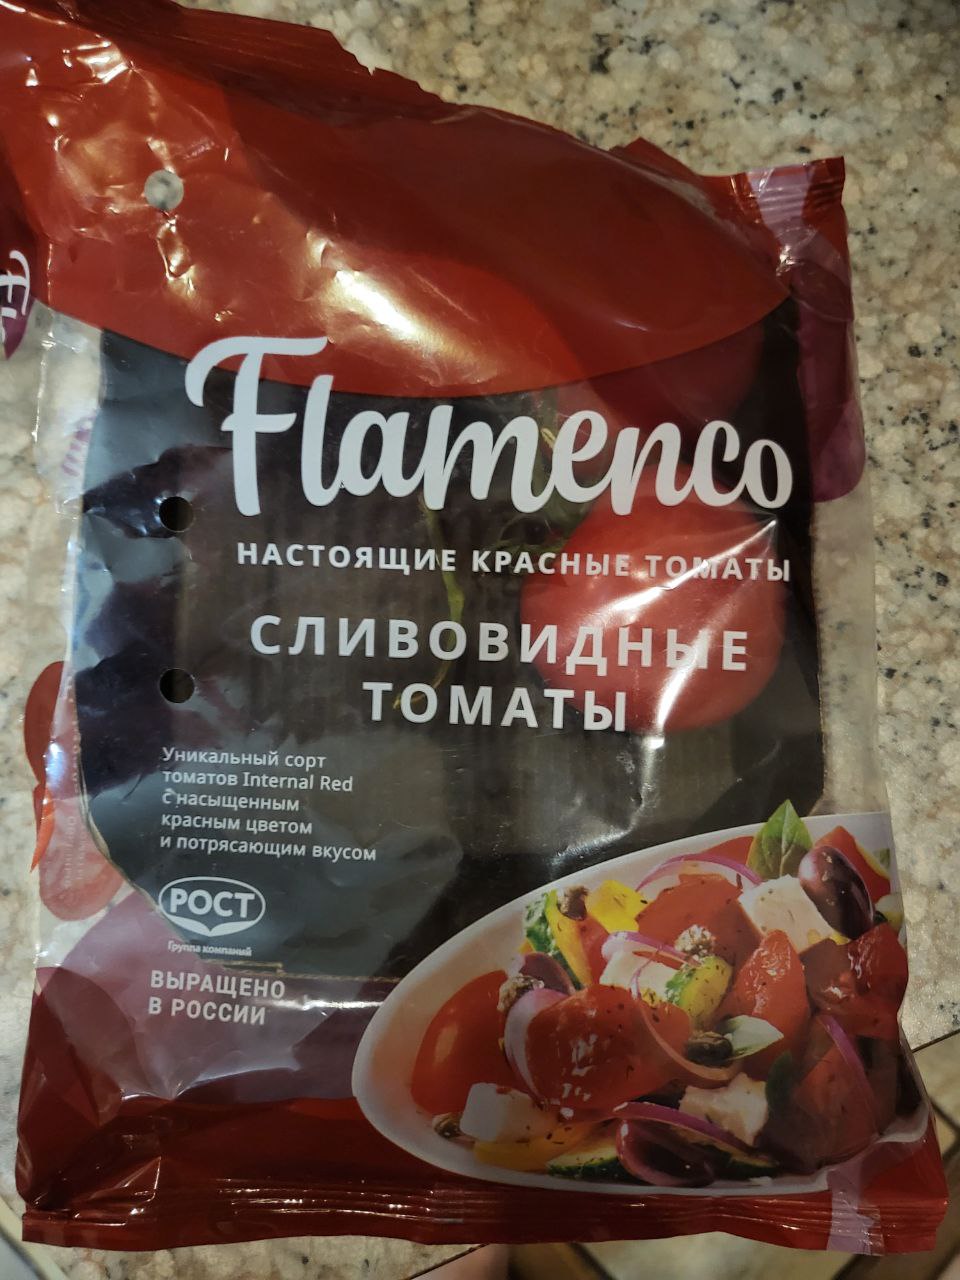 Flamenco
НАСТОЯЩИЕ КРАСНЫЕ ТОМАТЫ
СЛИВОВИДНЫЕ
ТОМАТЫ
Уникальный сорт
томатов Internal Red
с насыщенным
красным цветом
и потрясающим вкусом
РОСТ
Группа компаний
ВЫРАЩЕНО
В РОССИИ